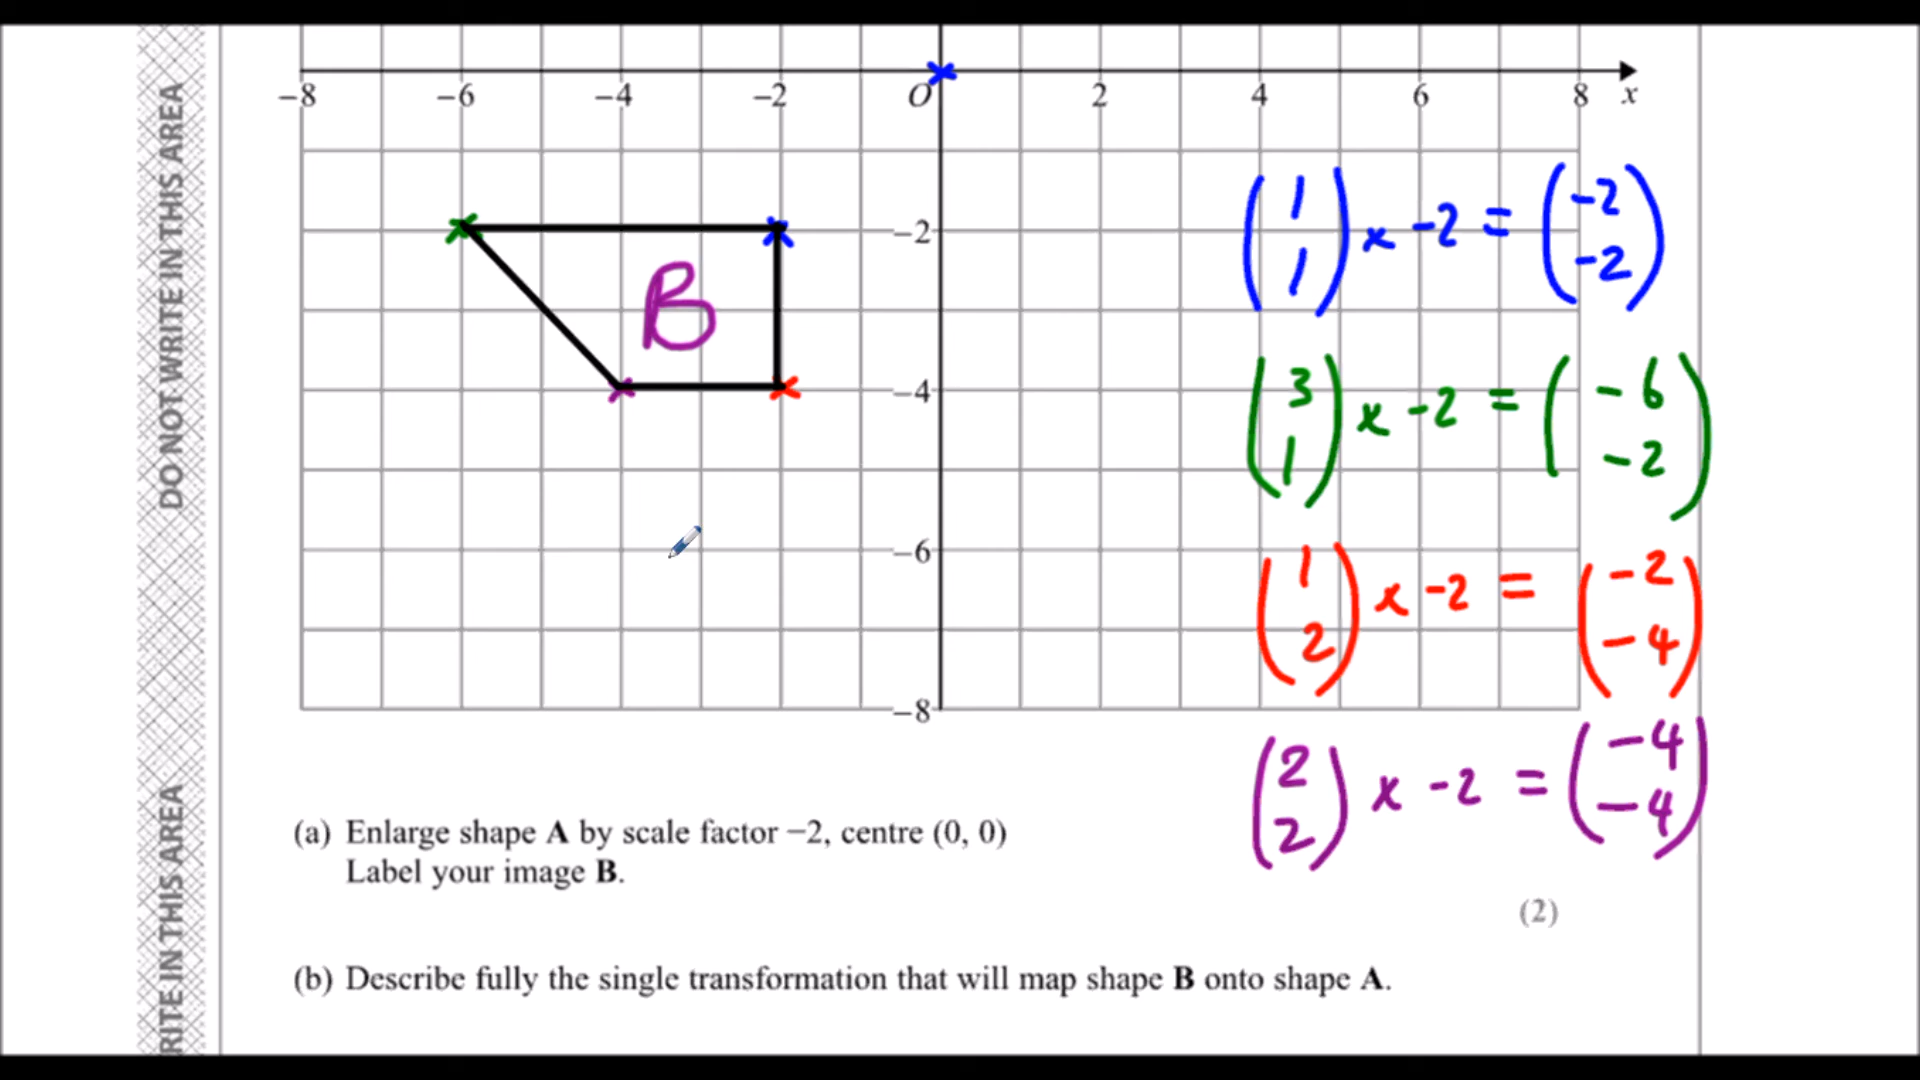 DO NOT WRITE IN THIS AREA
RITE IN THIS AREA
−8 −6 −4 −2 O 2 4 6 8 x
−2
−4
−6
−8
B
(1 1) x -2 = (-2 -2)
(3 1) x -2 = (-6 -2)
(1 2) x -2 = (-2 -4)
(2 2) x -2 = (-4 -4)
(a) Enlarge shape A by scale factor −2, centre (0, 0)
Label your image B.
(2)
(b) Describe fully the single transformation that will map shape B onto shape A.